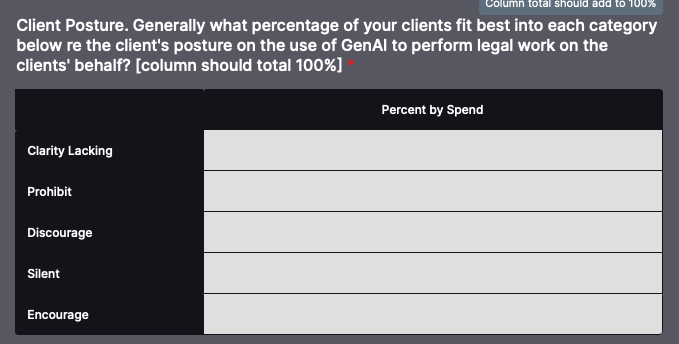 Column total should add to 100%
Client Posture. Generally what percentage of your clients fit best into each category
below re the client's posture on the use of GenAI to perform legal work on the
clients' behalf? [column should total 100%] *
Percent by Spend
Clarity Lacking
Prohibit
Discourage
Silent
Encourage